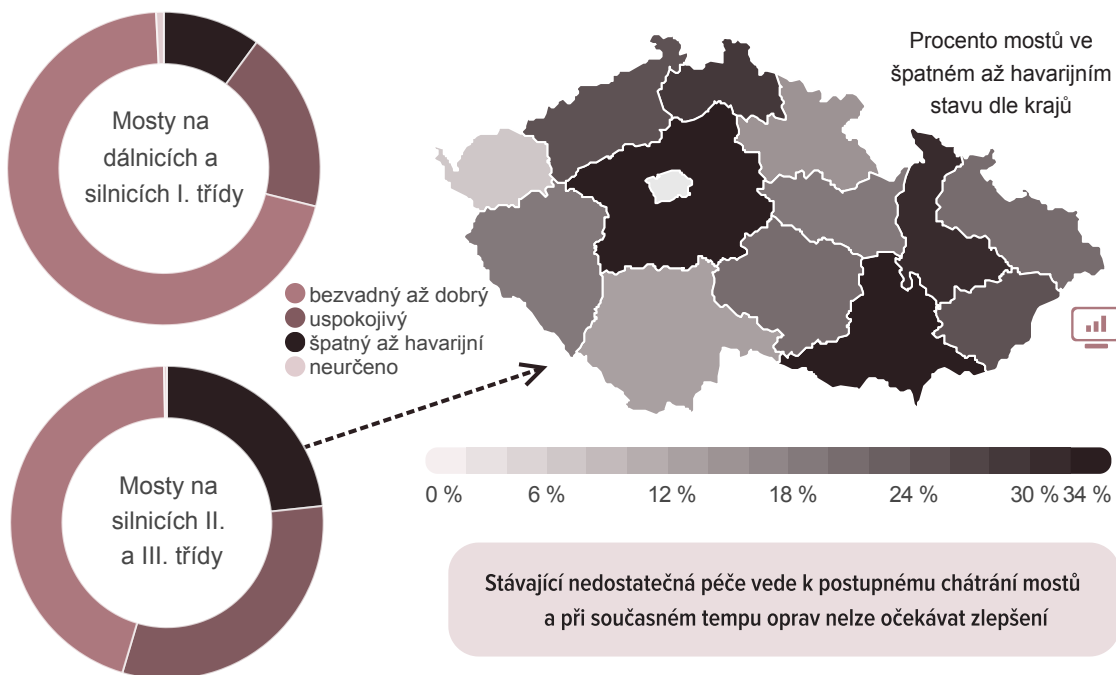 Mosty na
dálnicích a
silnicích I. třídy
Procento mostů ve
špatném až havarijním
stavu dle krajů
bezvadný až dobrý
uspokojivý
špatný až havarijní
neurčeno
Mosty na
silnicích II.
a III. třídy
0 % 6 % 12 % 18 % 24 % 30 % 34 %
Stávající nedostatečná péče vede k postupnému chátrání mostů
a při současném tempu oprav nelze očekávat zlepšení